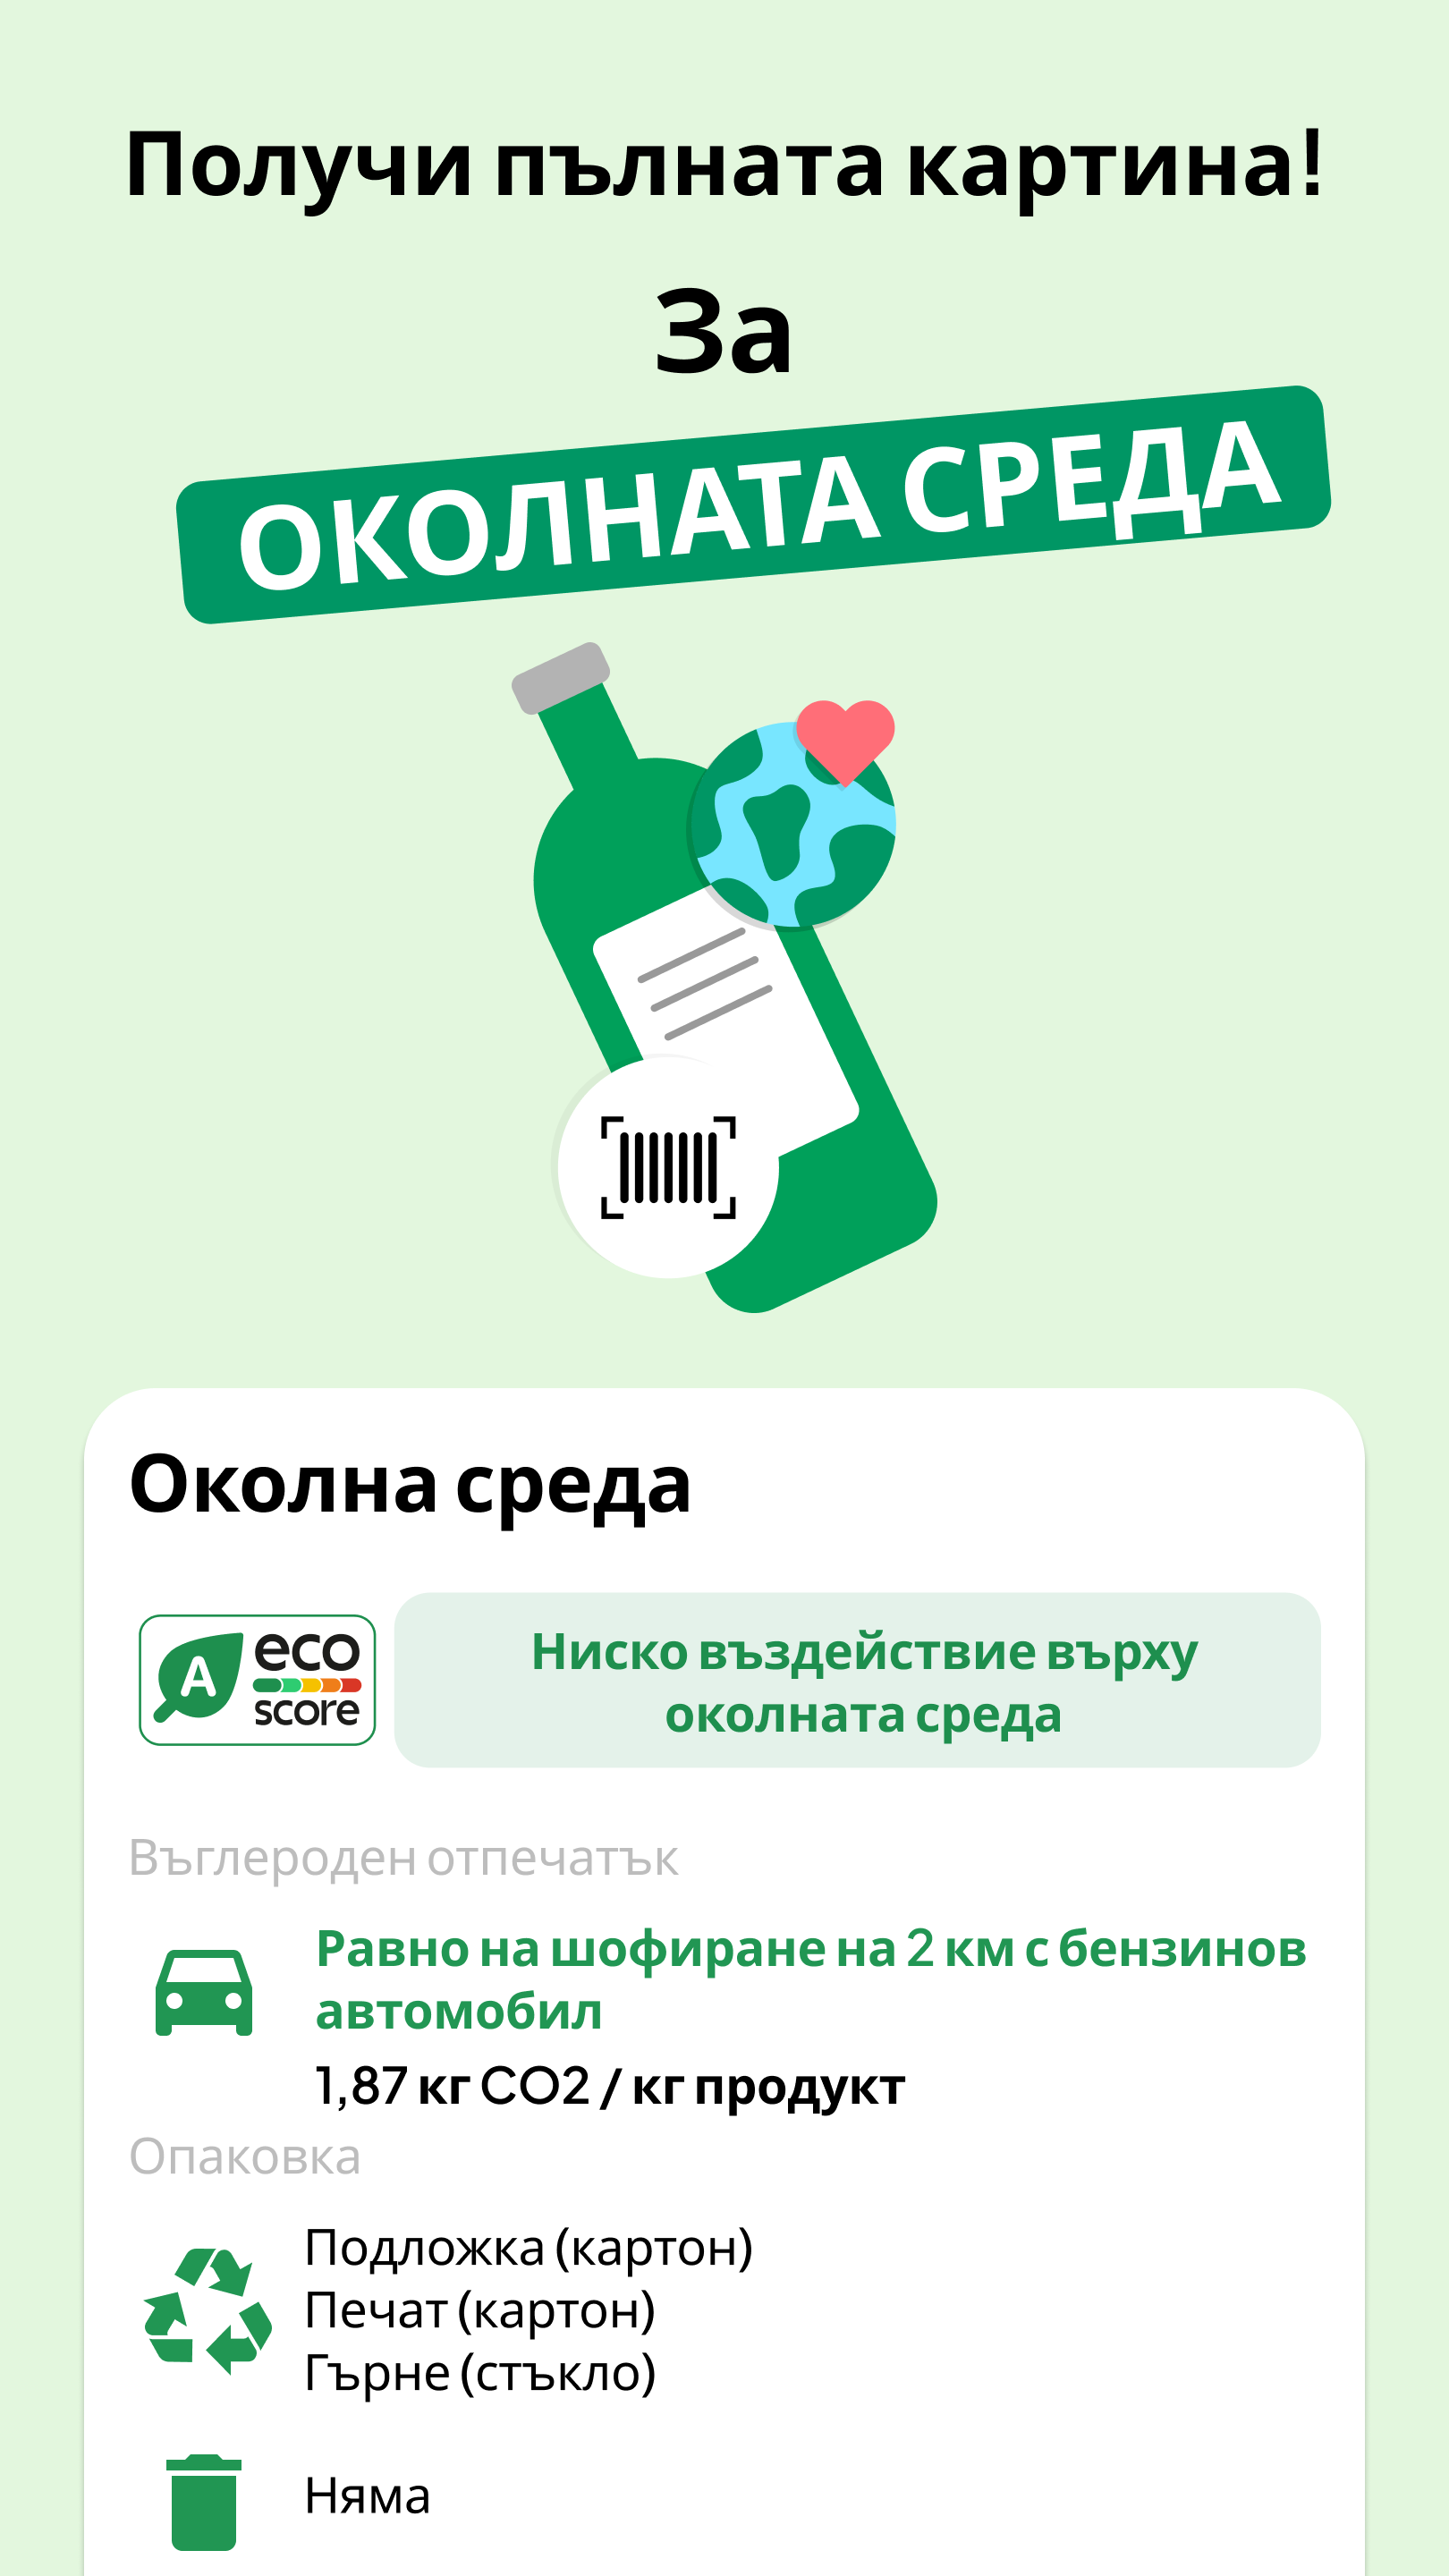 Получи пълната картина!
За
ОКОЛНАТА СРЕДА
Околна среда
A
eco
score
Ниско въздействие върху
околната среда
Въглероден отпечатък
Равно на шофиране на 2 км с бензинов
автомобил
1,87 кг CO2 / кг продукт
Опаковка
Подложка (картон)
Печат (картон)
Гърне (стъкло)
Няма